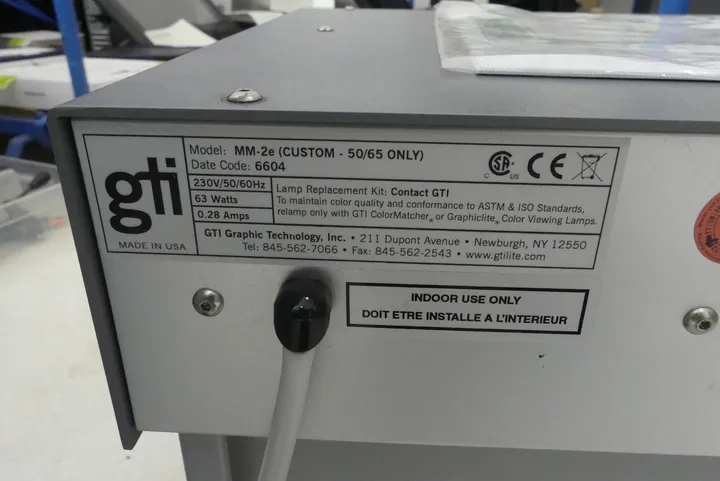 gti
MADE IN USA
Model: MM-2e (CUSTOM - 50/65 ONLY)
Date Code: 6604
230V/50/60Hz
63 Watts
0.28 Amps
Lamp Replacement Kit: Contact GTI
To maintain color quality and conformance to ASTM & ISO Standards,
relamp only with GTI ColorMatcher® or Graphiclite® Color Viewing Lamps.
GTI Graphic Technology, Inc. • 211 Dupont Avenue • Newburgh, NY 12550
Tel: 845-562-7066 • Fax: 845-562-2543 • www.gtilite.com
C SA US
CE
INDOOR USE ONLY
DOIT ETRE INSTALLE A L'INTERIEUR